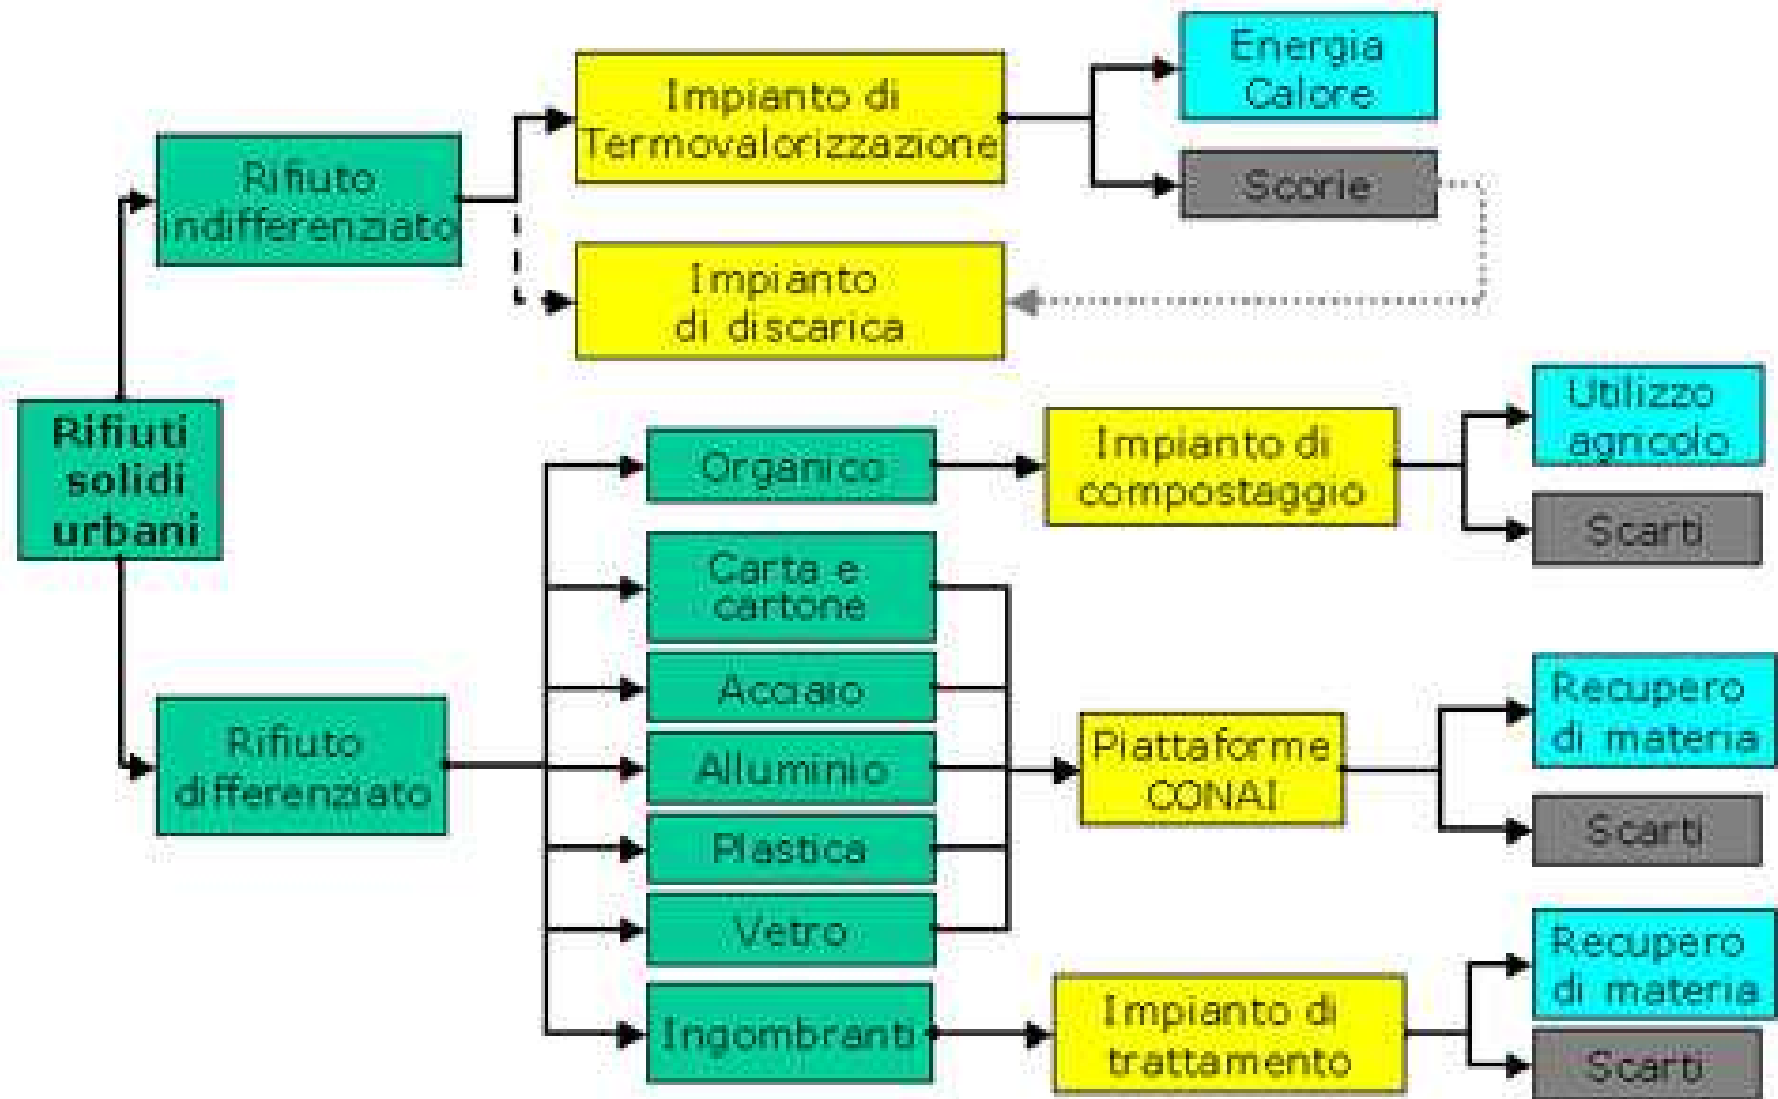 Energia
Calore
Impianto di
Termovalorizzazione
Rifiuto
indifferenziato
Scorie
Impianto
di discarica
Rifiuti
solidi
urbani
Organico
Impianto di
compostaggio
Utilizzo
agricolo
Scarti
Carta e
cartone
Acciaio
Rifiuto
differenziato
Alluminio
Piattaforme
CONAI
Recupero
di materia
Scarti
Plastica
Vetro
Ingombranti
Impianto di
trattamento
Recupero
di materia
Scarti